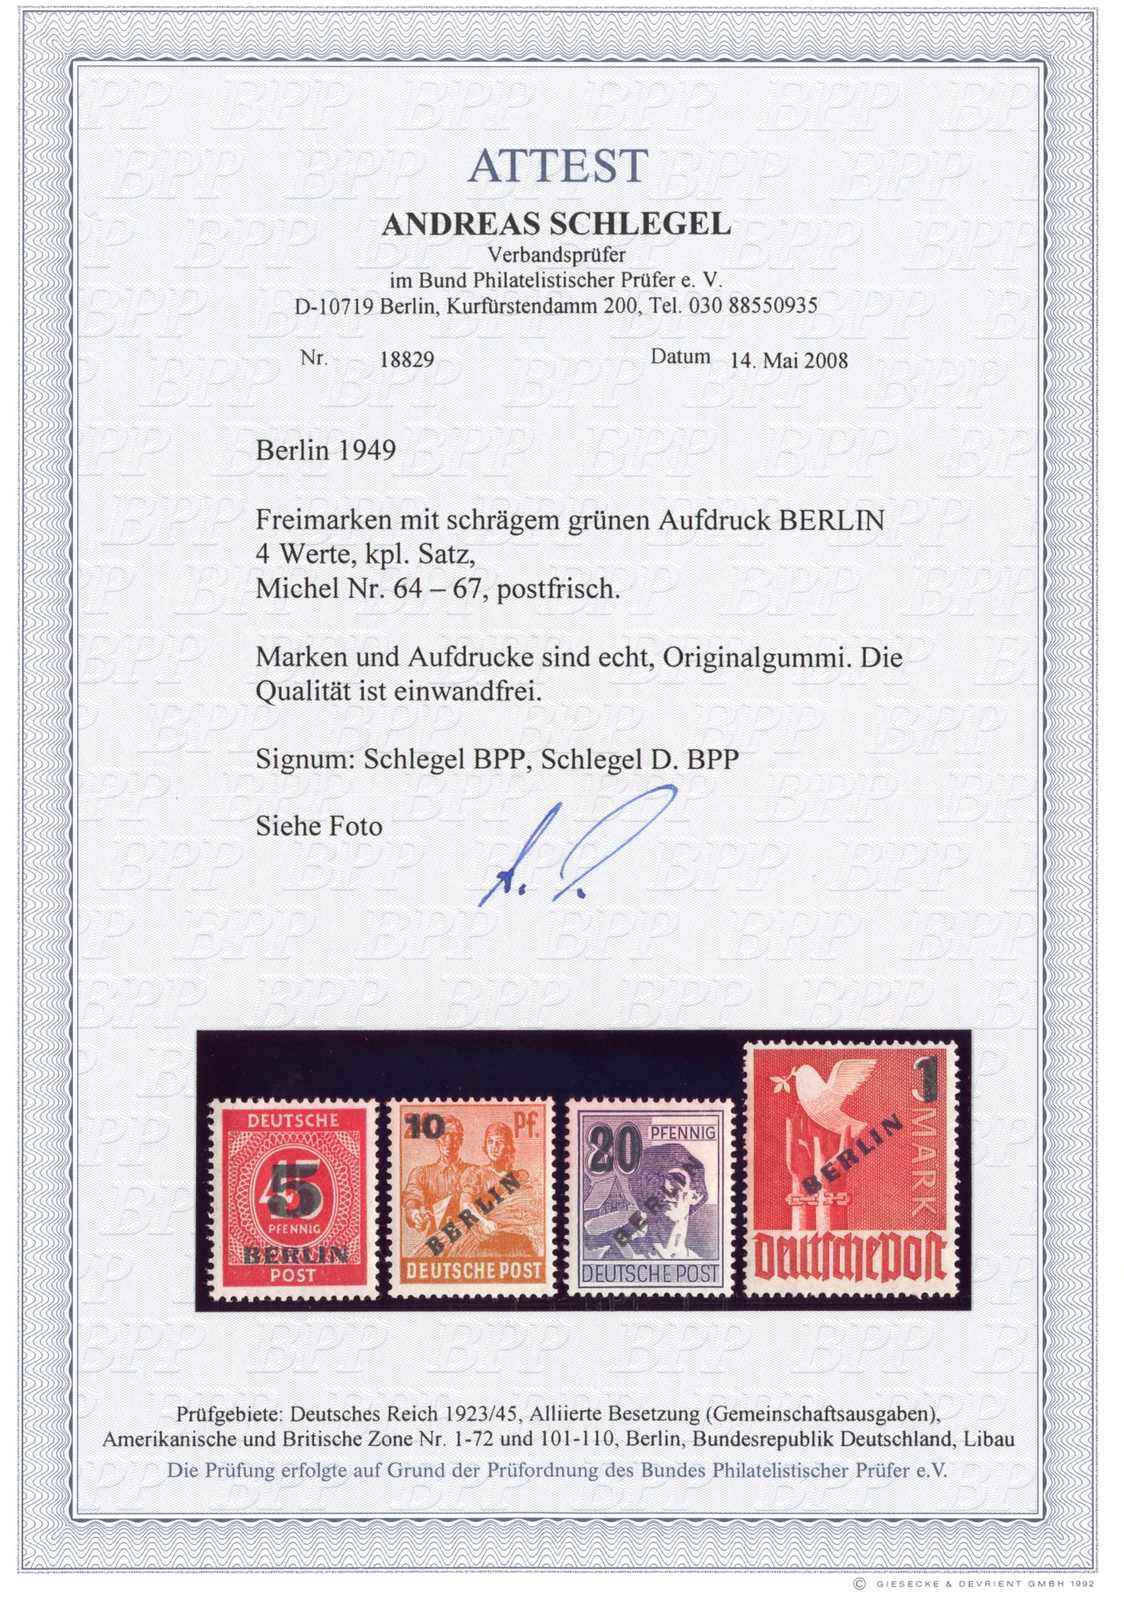 ATTEST
ANDREAS SCHLEGEL
Verbandsprüfer
im Bund Philatelistischer Prüfer e. V.
D-10719 Berlin, Kurfürstendamm 200, Tel. 030 88550935
Nr. 18829 Datum 14. Mai 2008
Berlin 1949
Freimarken mit schrägem grünen Aufdruck BERLIN
4 Werte, kpl. Satz,
Michel Nr. 64 – 67, postfrisch.
Marken und Aufdrucke sind echt, Originalgummi. Die
Qualität ist einwandfrei.
Signum: Schlegel BPP, Schlegel D. BPP
Siehe Foto
DEUTSCHE
5
PFENNIG
BERLIN
POST
10 Pf.
BERLIN
DEUTSCHE POST
20 PFENNIG
BERLIN
DEUTSCHE POST
1
MARK
BERLIN
Deutsche Post
Prüfgebiete: Deutsches Reich 1923/45, Alliierte Besetzung (Gemeinschaftsausgaben),
Amerikanische und Britische Zone Nr. 1-72 und 101-110, Berlin, Bundesrepublik Deutschland, Libau
Die Prüfung erfolgte auf Grund der Prüfordnung des Bundes Philatelistischer Prüfer e.V.
© GIESECKE & DEVRIENT GMBH 1992